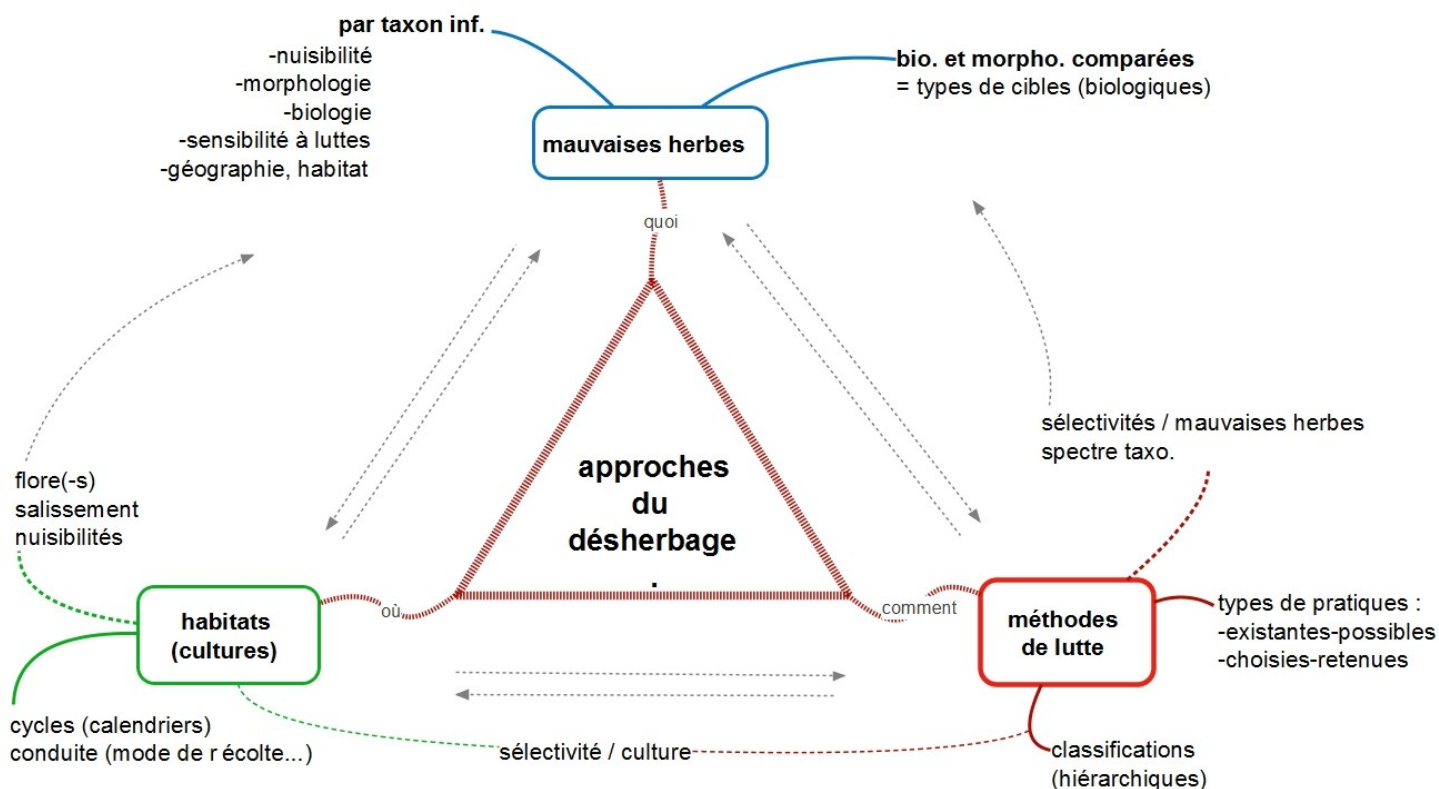 par taxon inf.
-nuisibilité
-morphologie
-biologie
-sensibilité à luttes
-géographie, habitat
bio. et morpho. comparées
= types de cibles (biologiques)
mauvaises herbes
quoi
approches
du
désherbage
.
sélectivités / mauvaises herbes
spectre taxo.
flore(-s)
salissement
nuisibilités
habitats
(cultures)
où
comment
méthodes
de lutte
types de pratiques :
-existantes-possibles
-choisies-retenues
cycles (calendriers)
conduite (mode de r écolte...)
sélectivité / culture
classifications
(hiérarchiques)